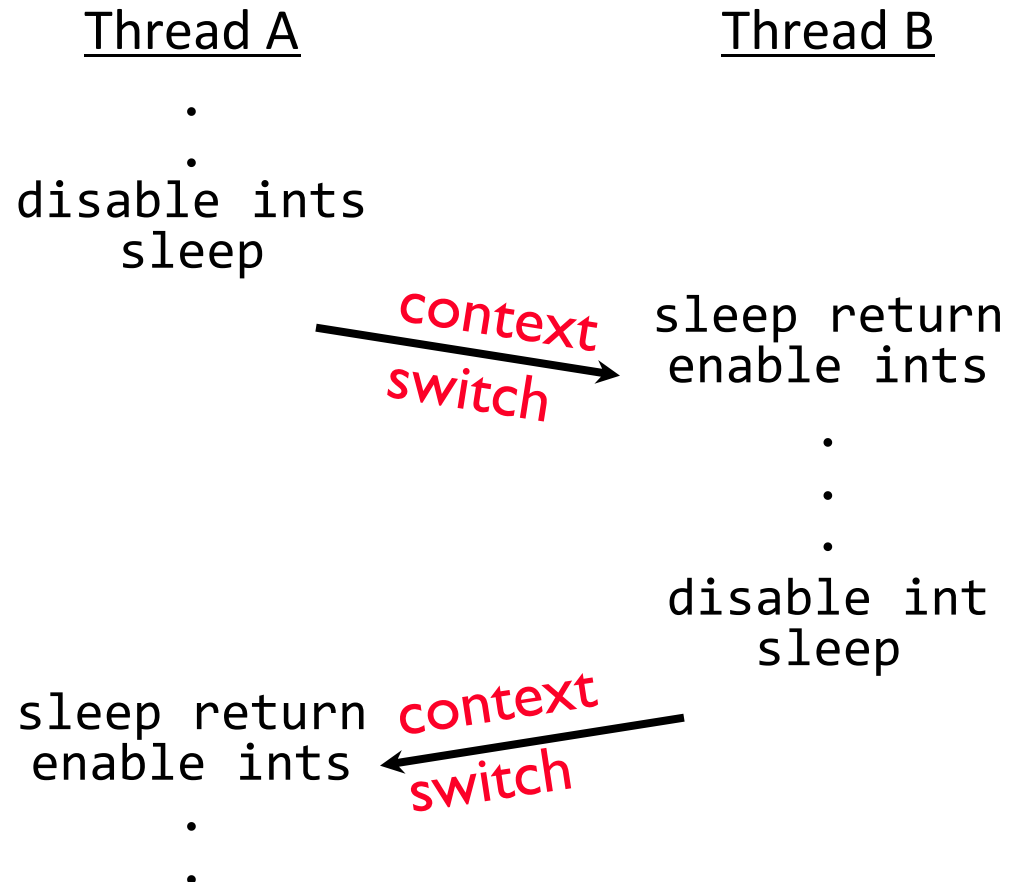 Thread A
Thread B
.
.
disable ints
sleep
context
switch
sleep return
enable ints
.
.
.
disable int
sleep
context
switch
sleep return
enable ints
.
.